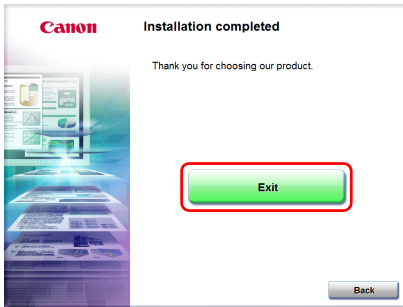 Canon
Installation completed
Thank you for choosing our product.
Exit
Back